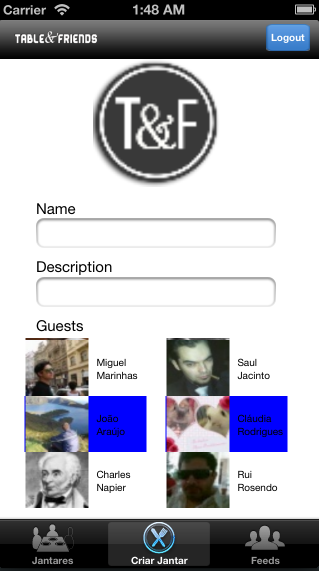 Carrier 1:48 AM
TABLE&FRIENDS Logout
T&F
Name
Description
Guests
Miguel Marinhas
Saul Jacinto
João Araújo
Cláudia Rodrigues
Charles Napier
Rui Rosendo
Jantares Criar Jantar Feeds